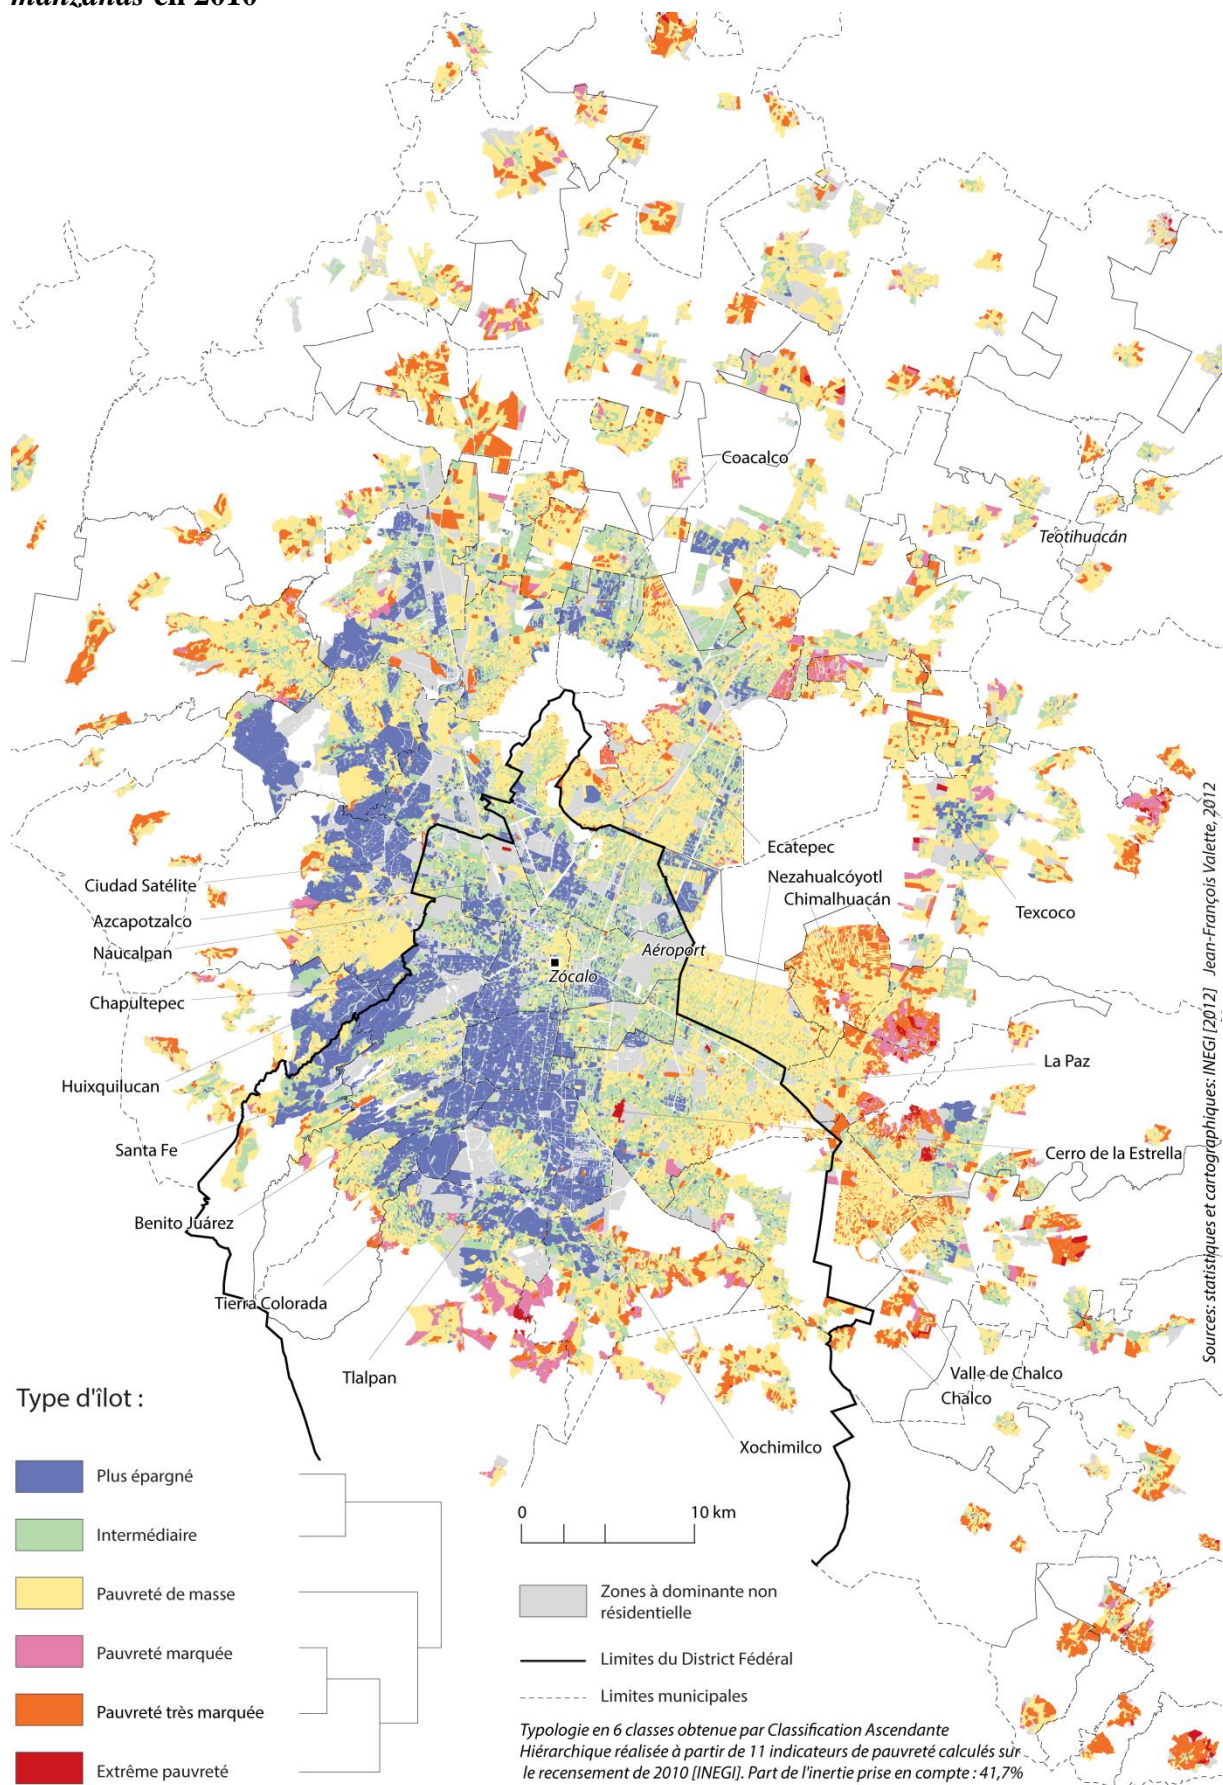 manzanas en 2010
Coacalco
Teotihuacán
Ciudad Satélite
Azcapotzalco
Naucalpan
Chapultepec
Huixquilucan
Santa Fe
Benito Juárez
Tierra Colorada
Tlalpan
Ecatepec
Nezahualcóyotl
Chimalhuacán
Texcoco
Aéroport
Zócalo
La Paz
Cerro de la Estrella
Valle de Chalco
Chalco
Xochimilco
Sources: statistiques et cartographiques: INEGI [2012] Jean-François Valette, 2012
Type d'îlot :
Plus épargné
Intermédiaire
Pauvreté de masse
Pauvreté marquée
Pauvreté très marquée
Extrême pauvreté
0 10 km
Zones à dominante non
résidentielle
Limites du District Fédéral
Limites municipales
Typologie en 6 classes obtenue par Classification Ascendante
Hiérarchique réalisée à partir de 11 indicateurs de pauvreté calculés sur
le recensement de 2010 [INEGI]. Part de l'inertie prise en compte : 41,7%